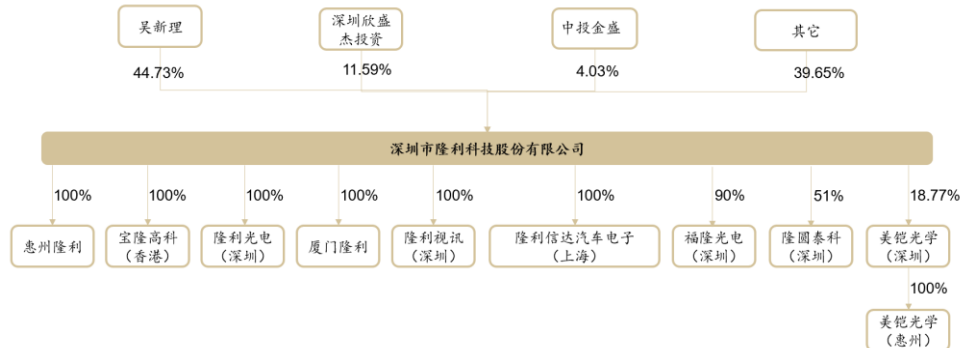 吴新理
深圳欣盛
杰投资
中投金盛
其它
44.73%
11.59%
4.03%
39.65%
深圳市隆利科技股份有限公司
100%
100%
100%
100%
100%
100%
90%
51%
18.77%
惠州隆利
宝隆高科
（香港）
隆利光电
（深圳）
厦门隆利
隆利视讯
（深圳）
隆利信达汽车电子
（上海）
福隆光电
（深圳）
隆圆泰科
（深圳）
美铠光学
（深圳）
100%
美铠光学
（惠州）